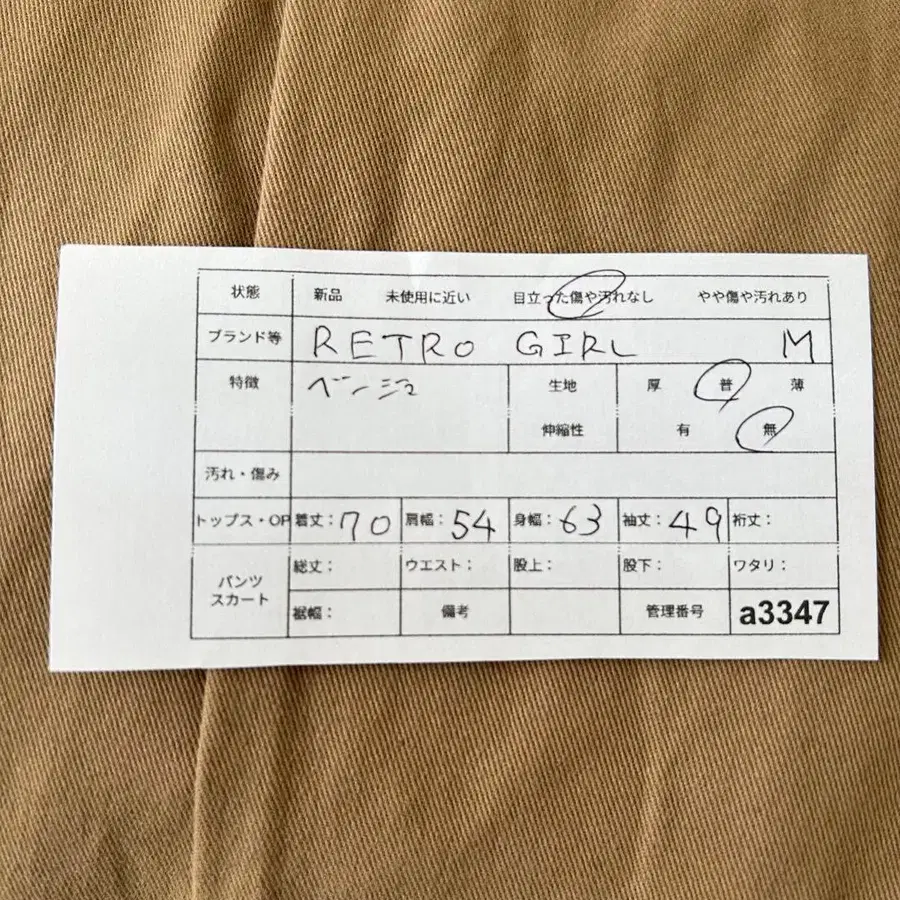 状態 新品 未使用に近い 目立った傷や汚れなし やや傷や汚れあり
ブランド等 RETRO GIRL M
特徴 ベージュ 生地 厚 普 薄
伸縮性 有 無
汚れ・傷み
トップス・OP 着丈：70 肩幅：54 身幅：63 袖丈：49 裄丈：
パンツ スカート 総丈： ウエスト： 股上： 股下： ワタリ：
裾幅： 備考 管理番号 a3347